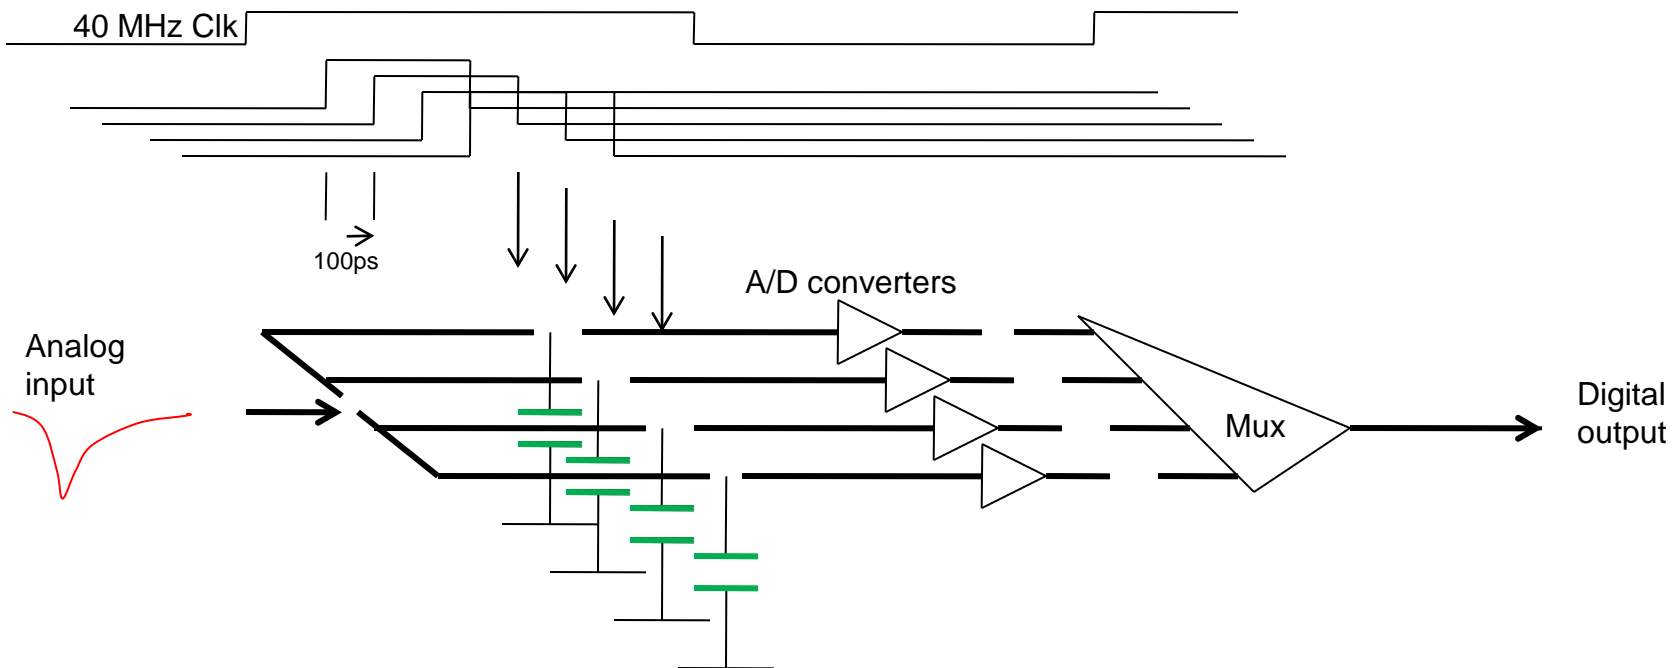 40 MHz Clk
100ps
A/D converters
Analog
input
Mux
Digital
output